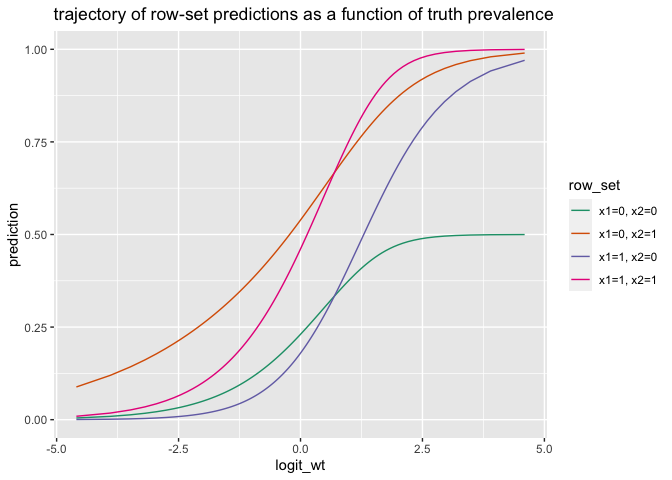 trajectory of row-set predictions as a function of truth prevalence
1.00
0.75
0.50
0.25
0.00
prediction
-5.0
-2.5
0.0
2.5
5.0
logit_wt
row_set
x1=0, x2=0
x1=0, x2=1
x1=1, x2=0
x1=1, x2=1